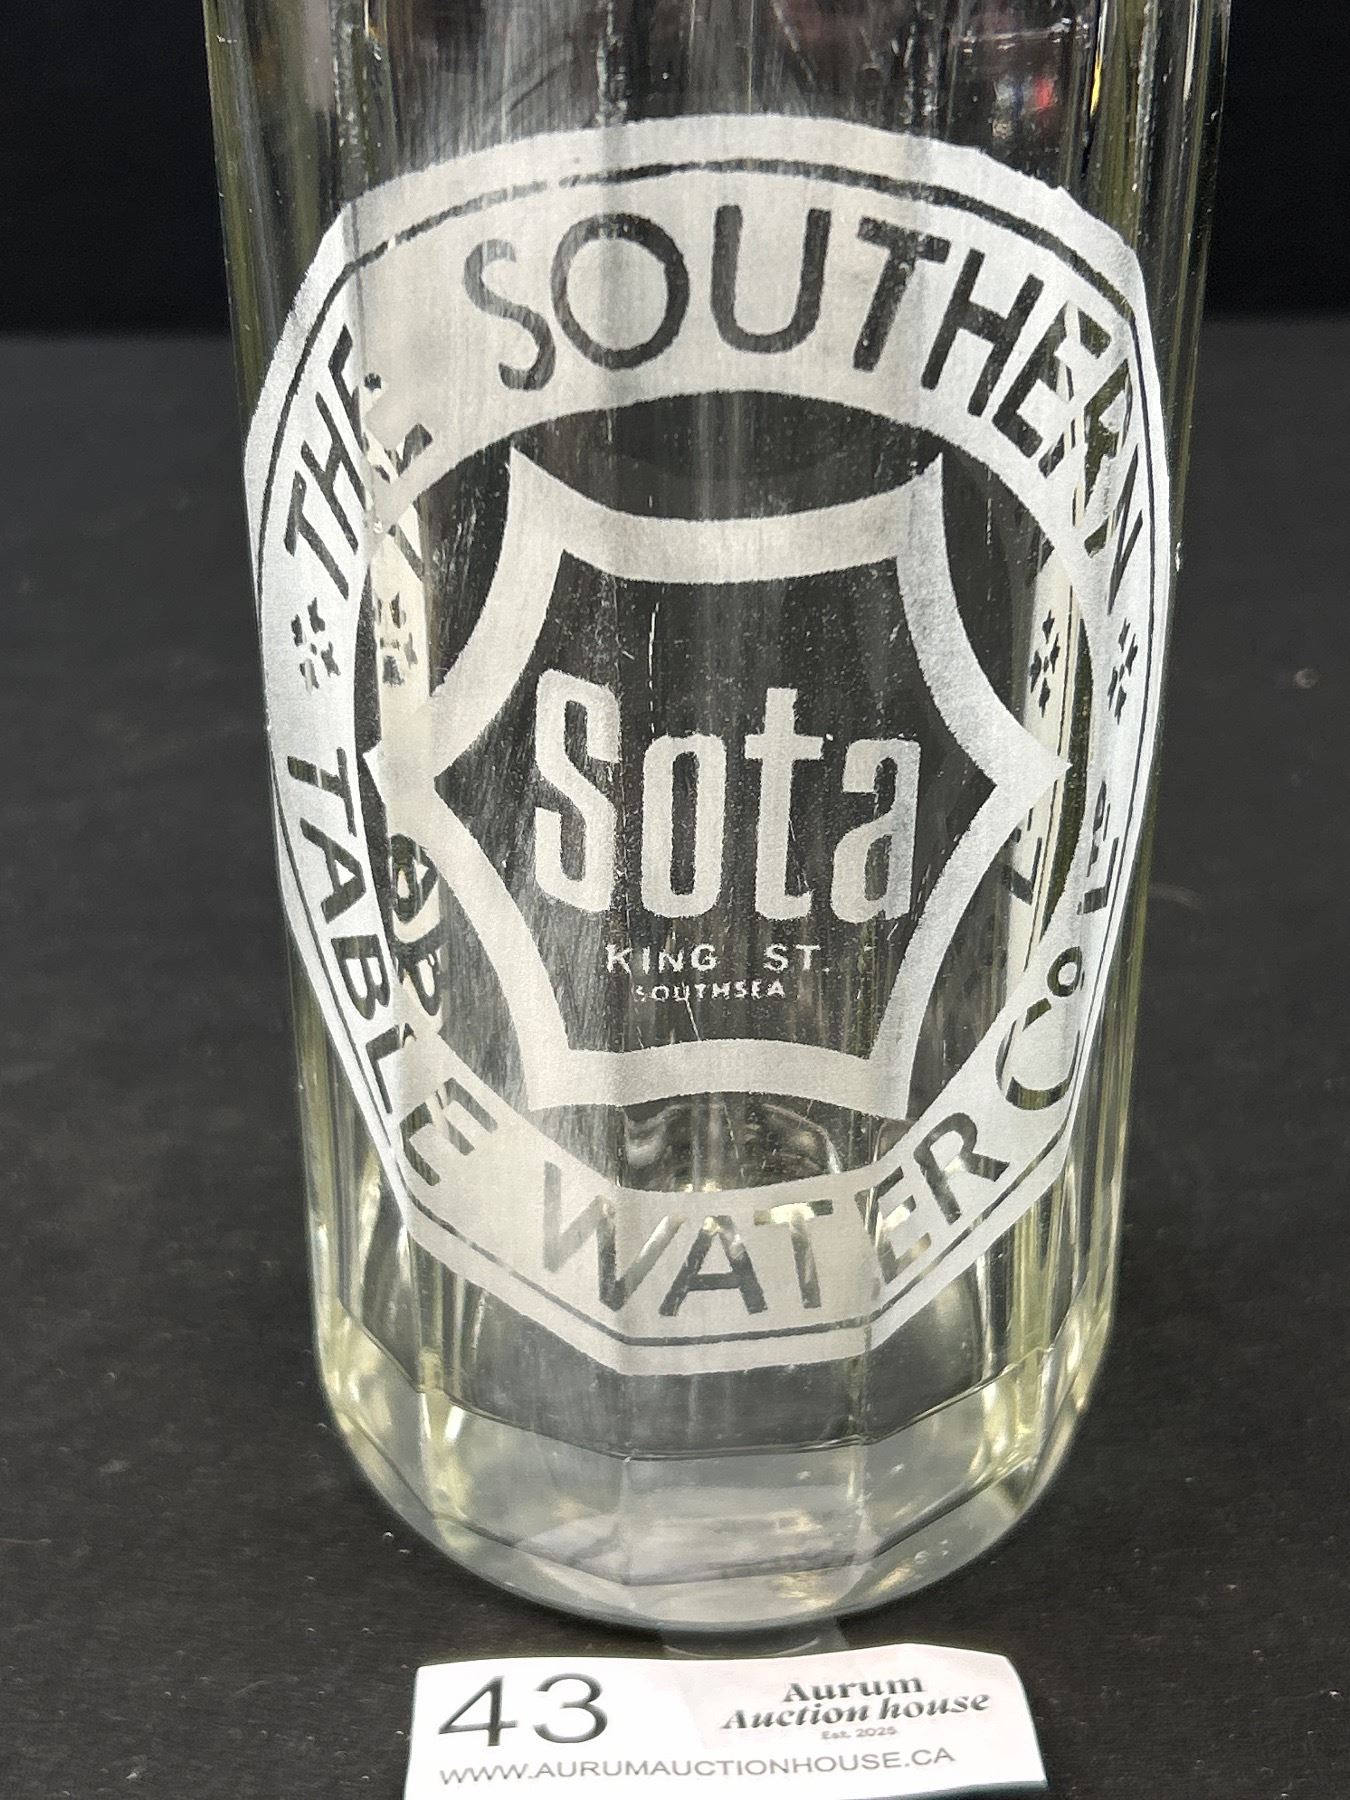 THE SOUTHERN
TABLE WATER Cº
Sota
KING ST.
SOUTHSEA
43
Aurum
Auction house
Est. 2025
WWW.AURUMAUCTIONHOUSE.CA